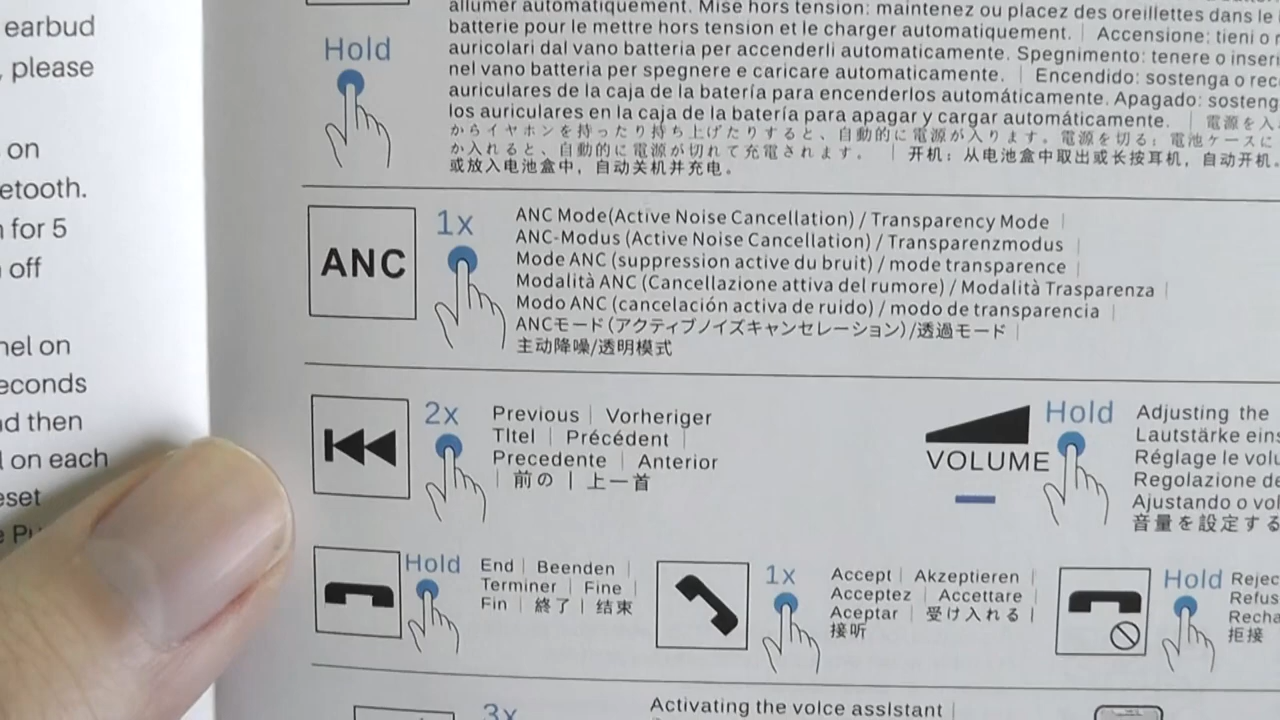 earbud
, please
on
etooth.
for 5
off
nel on
econds
nd then
l on each
eset
Hold
allumer automatiquement. Mise hors tension: maintenez ou placez des oreillettes dans le
batterie pour le mettre hors tension et le charger automatiquement. | Accensione: tieni o
auricolari dal vano batteria per accenderli automaticamente. Spegnimento: tenere o inseri
nel vano batteria per spegnere e caricare automaticamente. | Encendido: sostenga o rec
auriculares de la caja de la batería para encenderlos automáticamente. Apagado: sosteng
los auriculares en la caja de la batería para apagar y cargar automáticamente. | 電源を入
からイヤホンを持ったり持ち上げたりすると、自動的に電源が入ります。電源を切る: 電池ケースに
か入れると、自動的に電源が切れて充電されます。 | 开机: 从电池盒中取出或长按耳机, 自动开机。
或放入电池盒中, 自动关机并充电。
ANC
1x
ANC Mode(Active Noise Cancellation) / Transparency Mode |
ANC-Modus (Active Noise Cancellation) / Transparenzmodus |
Mode ANC (suppression active du bruit) / mode transparence |
Modalità ANC (Cancellazione attiva del rumore) / Modalità Trasparenza |
Modo ANC (cancelación activa de ruido) / modo de transparencia |
ANCモード(アクティブノイズキャンセレーション)/透過モード |
主动降噪/透明模式
2x
Previous | Vorheriger
TItel | Précédent |
Precedente | Anterior
| 前の | 上一首
VOLUME
Hold
Adjusting the
Lautstärke eins
Réglage le volu
Regolazione de
Ajustando o vol
音量を設定する
Hold
End | Beenden |
Terminer | Fine |
Fin | 終了 | 结束
1x
Accept | Akzeptieren |
Acceptez | Accettare |
Aceptar | 受け入れる |
接听
Hold
Rejec
Refus
Recha
拒接
3x
Activating the voice assistant |